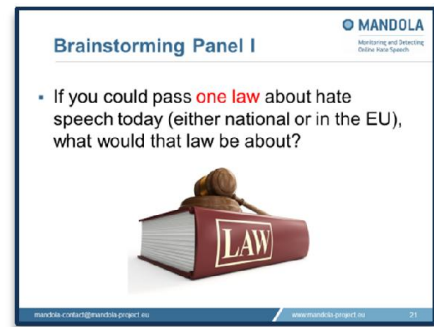 MANDOLA
Monitoring and Detecting
Online Hate Speech
Brainstorming Panel I
▪ If you could pass one law about hate
speech today (either national or in the EU),
what would that law be about?
LAW
mandola-contact@mandola-project.eu
www.mandola-project.eu
21